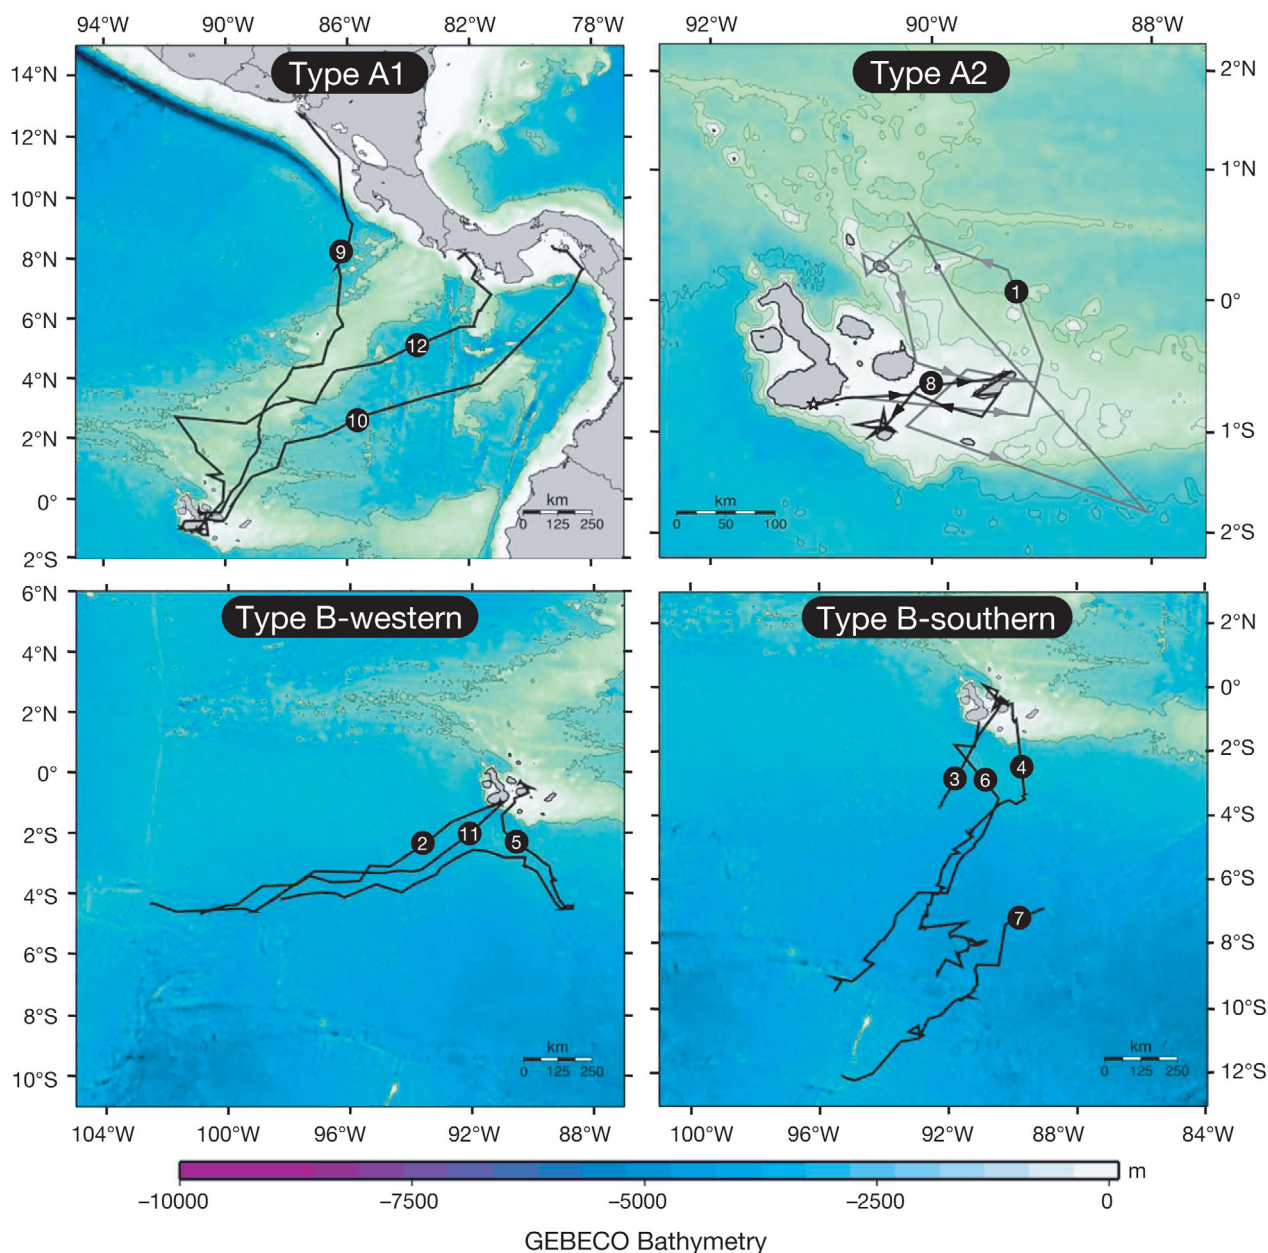 94°W 90°W 86°W 82°W 78°W
92°W 90°W 88°W
Type A1
14°N
12°N
10°N
8°N
6°N
4°N
2°N
0°
2°S
9
12
10
km
0 125 250
Type A2
2°N
1°N
0°
1°S
2°S
1
8
km
0 50 100
Type B-western
6°N
4°N
2°N
0°
2°S
4°S
6°S
8°S
10°S
2
11
5
km
0 125 250
104°W 100°W 96°W 92°W 88°W
Type B-southern
2°N
0°
2°S
4°S
6°S
8°S
10°S
12°S
3
6
4
7
km
0 125 250
100°W 96°W 92°W 88°W 84°W
m
–10000 –7500 –5000 –2500 0
GEBECO Bathymetry